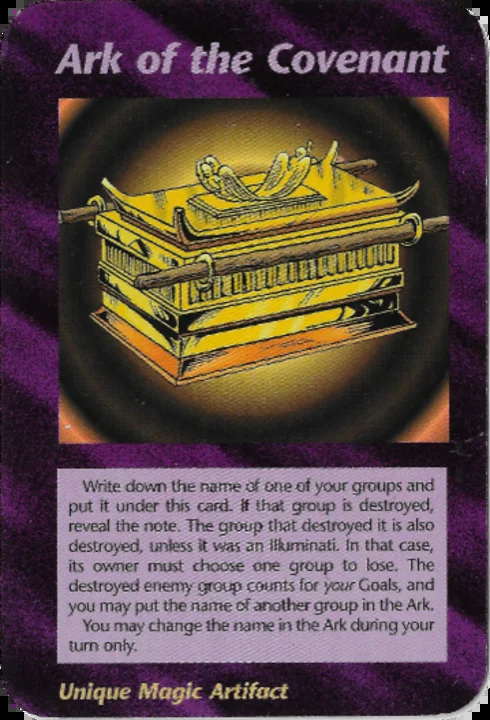 Ark of the Covenant
Write down the name of one of your groups and
put it under this card. If that group is destroyed,
reveal the note. The group that destroyed it is also
destroyed, unless it was an Illuminati. In that case,
its owner must choose one group to lose. The
destroyed enemy group counts for your Goals, and
you may put the name of another group in the Ark.
You may change the name in the Ark during your
turn only.
Unique Magic Artifact